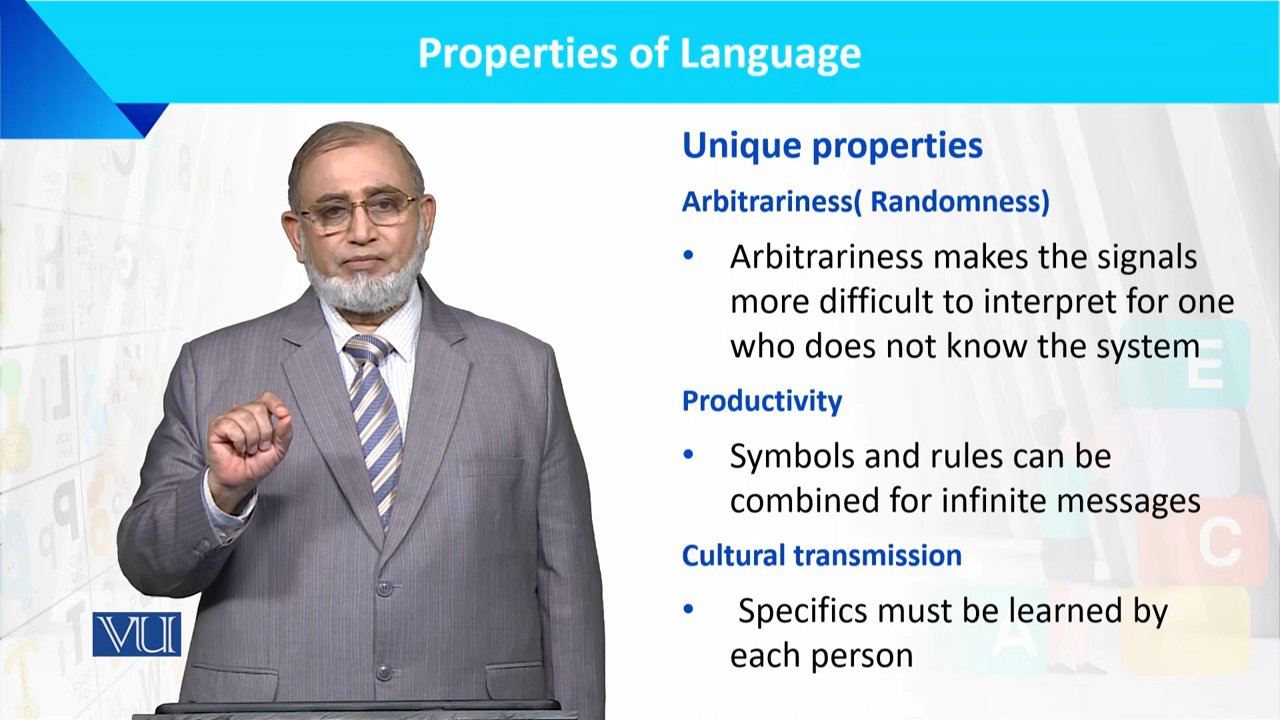 Properties of Language
Unique properties
Arbitrariness( Randomness)
• Arbitrariness makes the signals
more difficult to interpret for one
who does not know the system
Productivity
• Symbols and rules can be
combined for infinite messages
Cultural transmission
• Specifics must be learned by
each person
VU
E
C
A